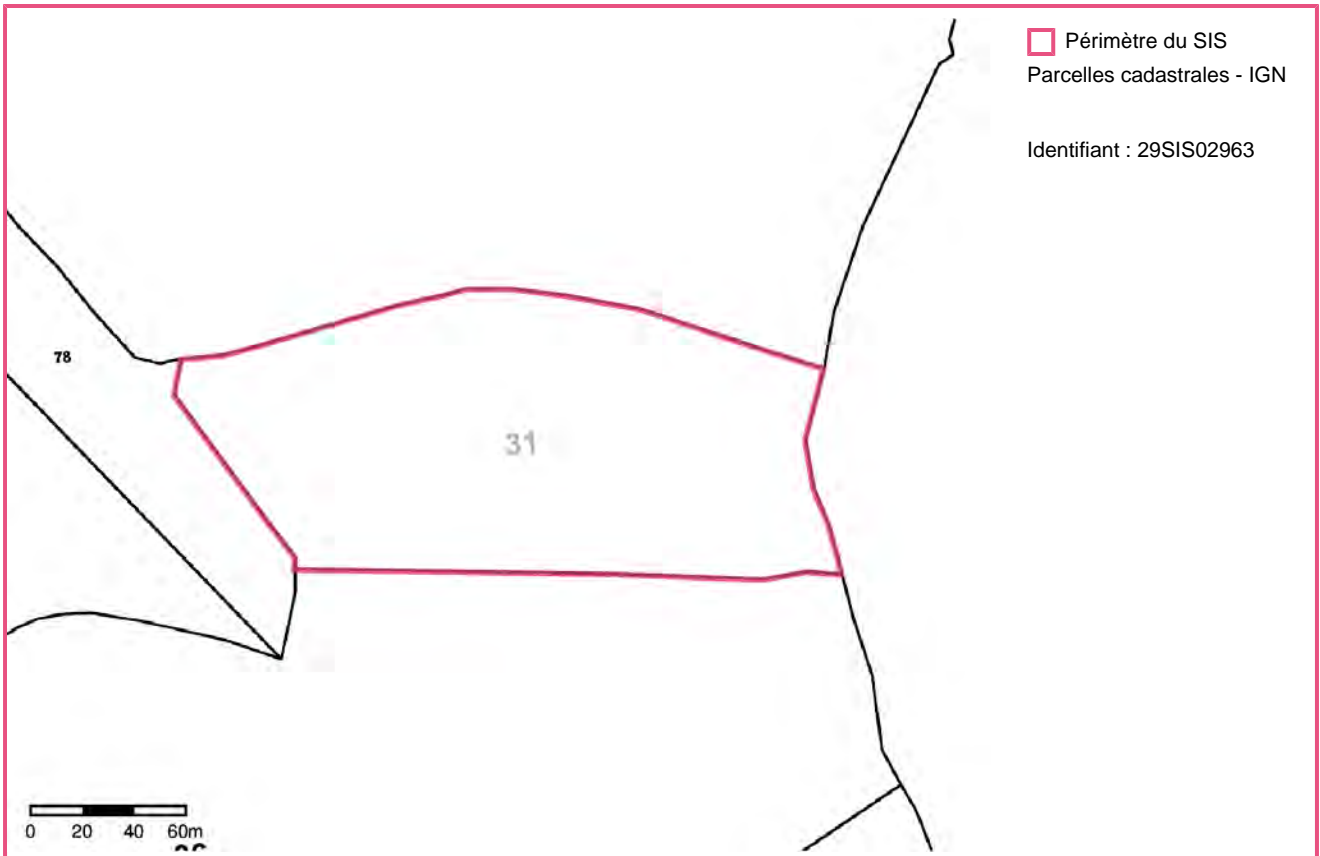 Périmètre du SIS
Parcelles cadastrales - IGN
Identifiant : 29SIS02963
78
31
0 20 40 60m